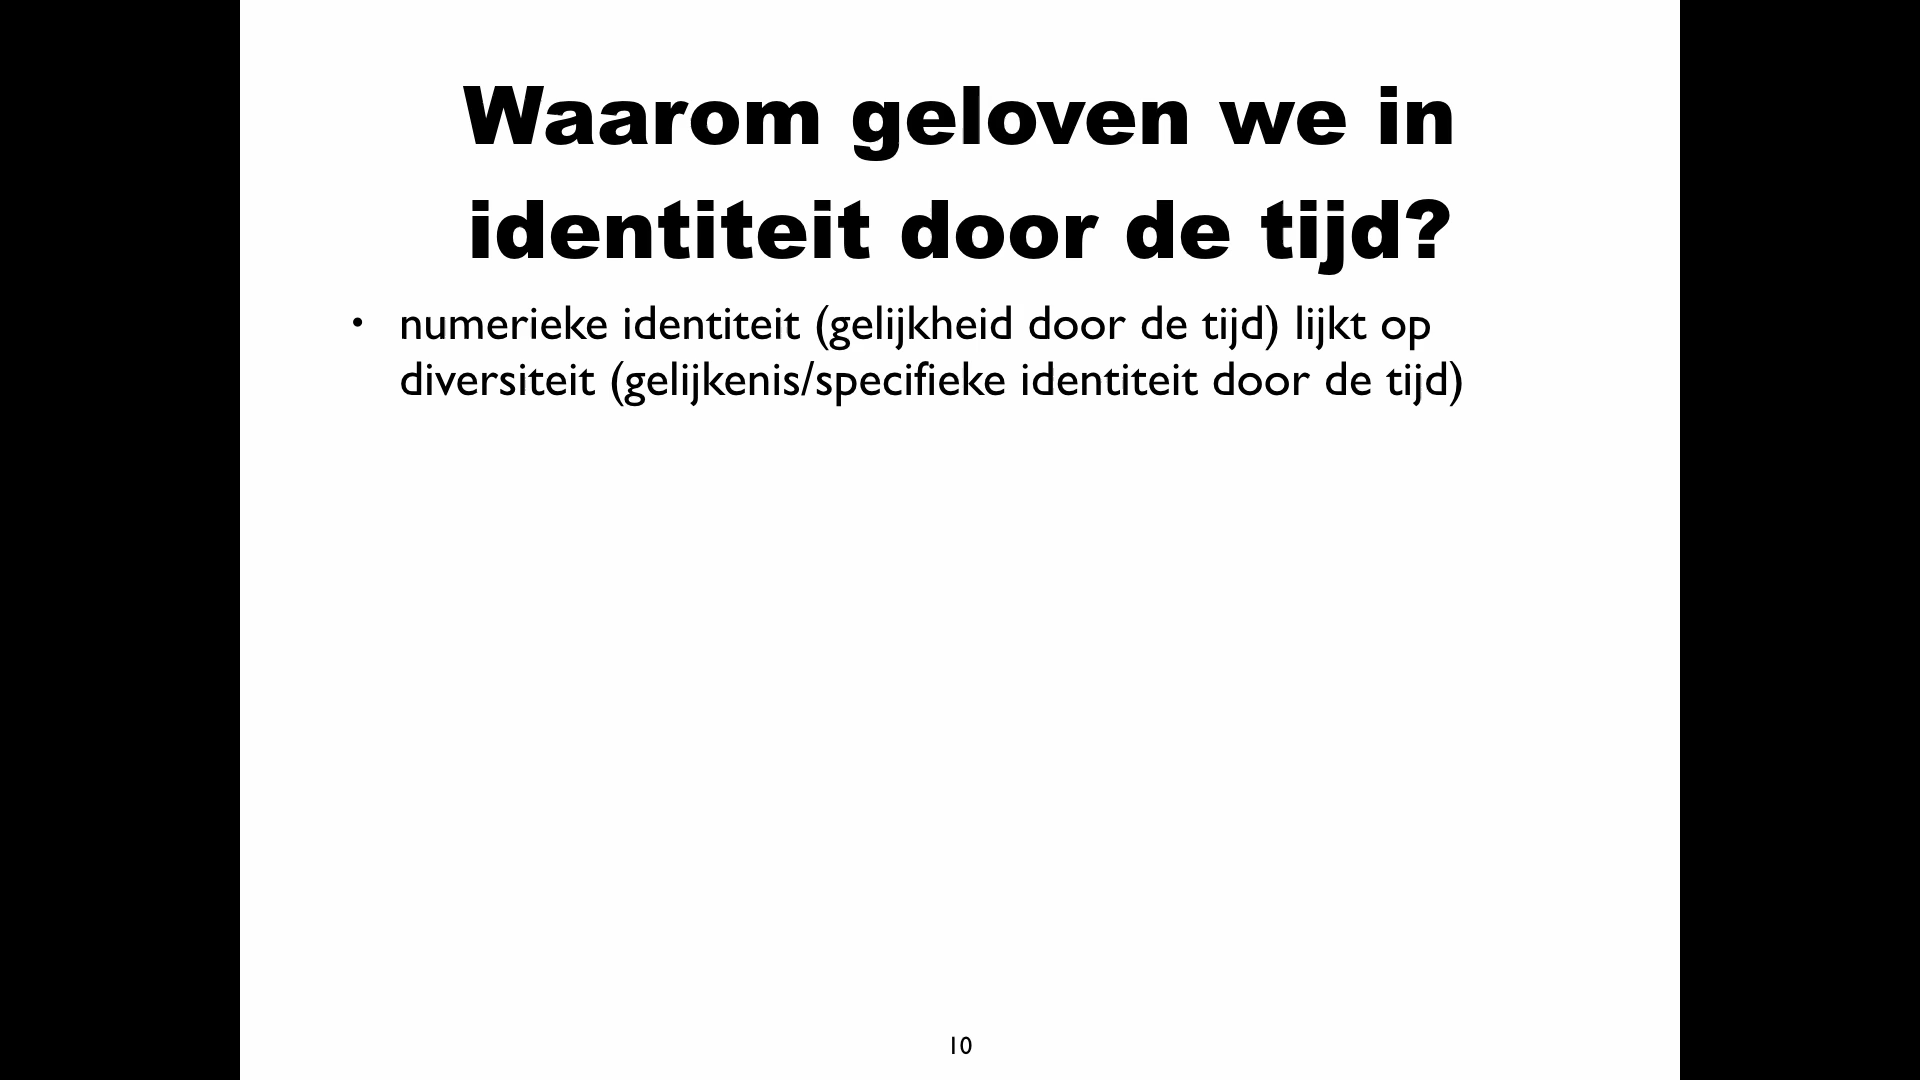 Waarom geloven we in
identiteit door de tijd?
• numerieke identiteit (gelijkheid door de tijd) lijkt op
diversiteit (gelijkenis/specifieke identiteit door de tijd)
10